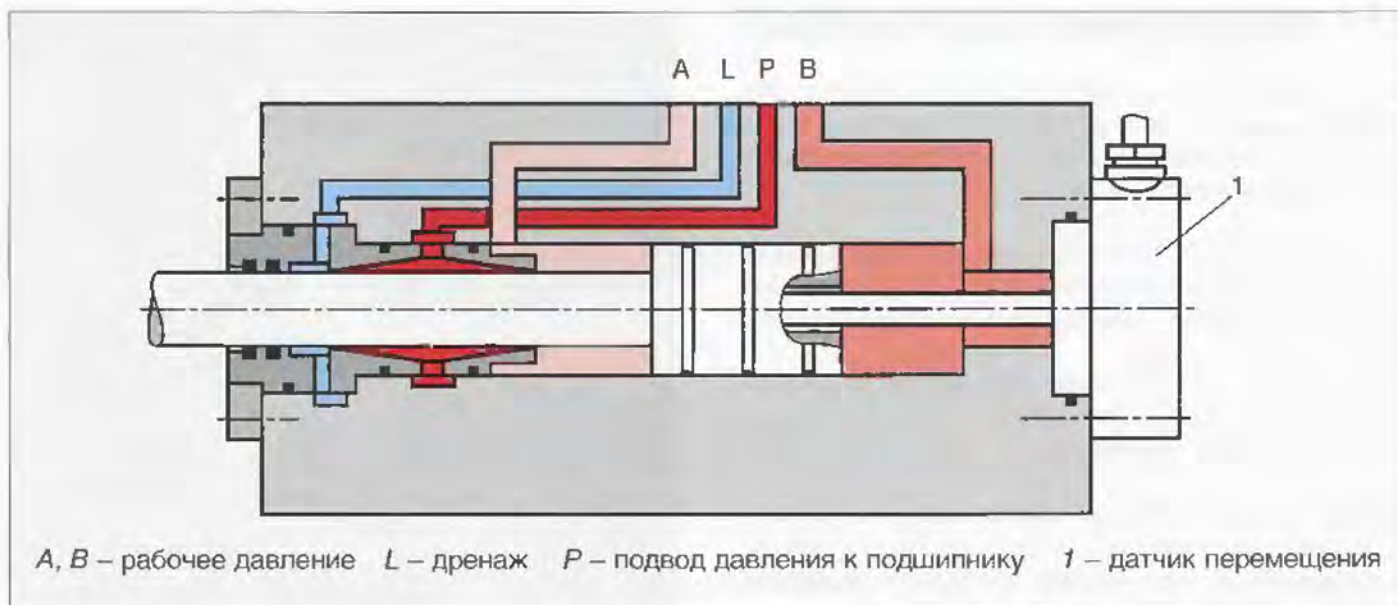 A L P B
1
A, B – рабочее давление L – дренаж P – подвод давления к подшипнику 1 – датчик перемещения